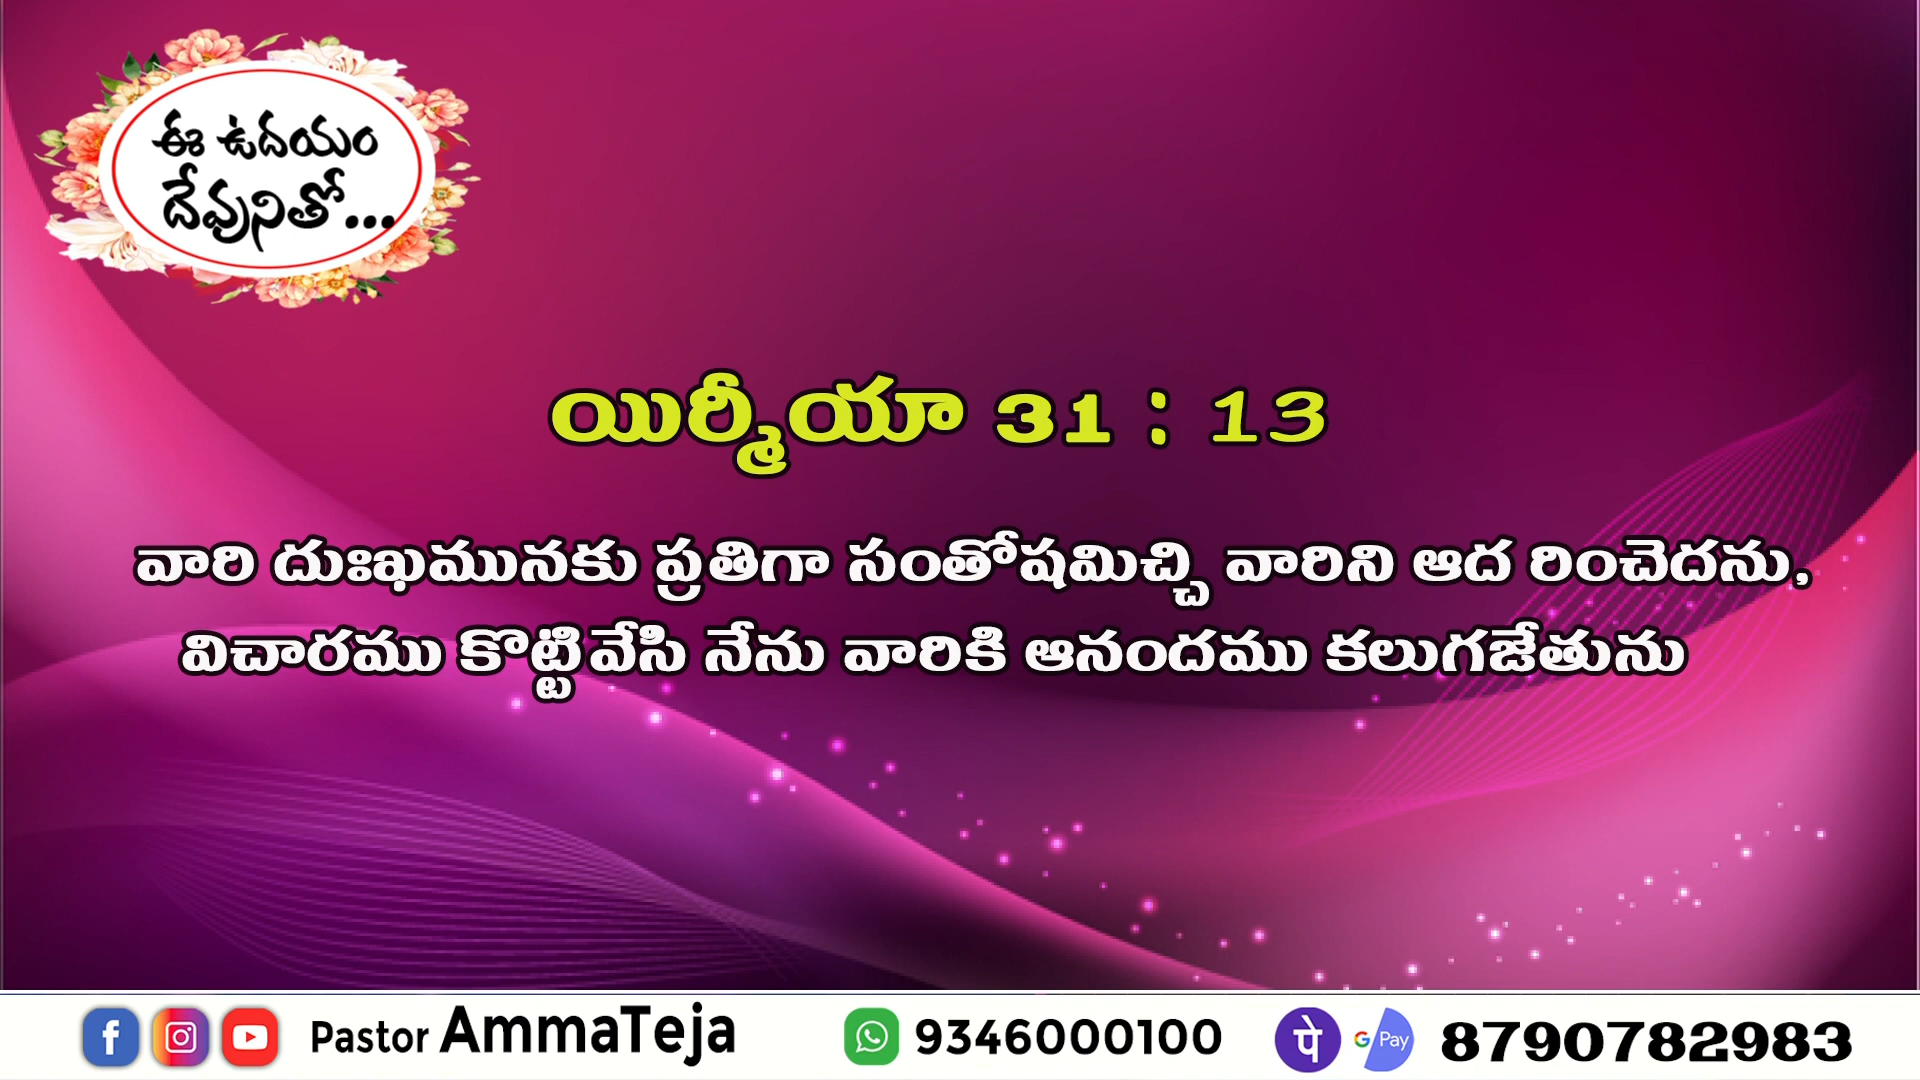 ఈ ఉదయం
దేవునితో...
యిర్మీయా 31 : 13
వారి దుఃఖమునకు ప్రతిగా సంతోషమిచ్చి వారిని ఆద రించెదను,
విచారము కొట్టివేసి నేను వారికి ఆనందము కలుగజేతును
Pastor AmmaTeja 9346000100 पे G Pay 8790782983